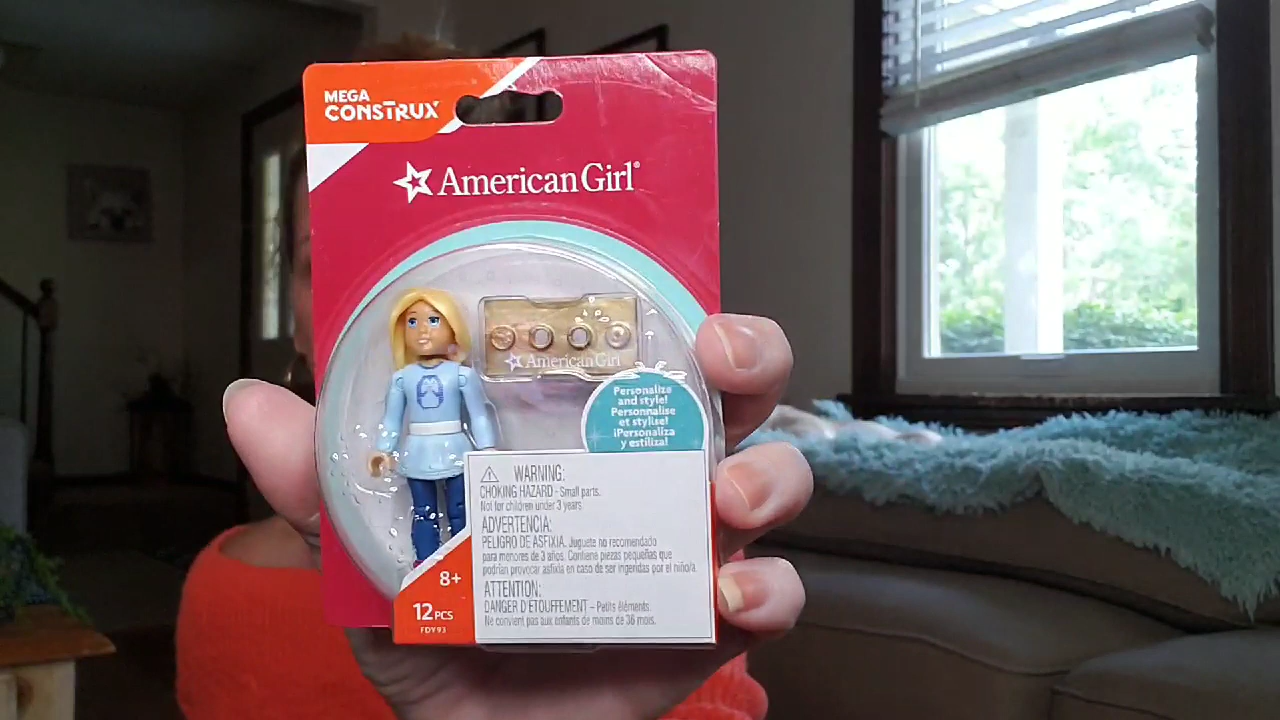 MEGA
CONSTRUX
American Girl®
American Girl
Personalize
and style!
Personnalise
et stylise!
¡Personaliza
y estiliza!
WARNING:
CHOKING HAZARD - Small parts.
Not for children under 3 years.
ADVERTENCIA:
PELIGRO DE ASFIXIA. Juguete no recomendado
para menores de 3 años. Contiene piezas pequeñas que
podrían provocar asfixia en caso de ser ingeridas por el niño/a.
ATTENTION:
DANGER D'ÉTOUFFEMENT – Petits éléments.
Ne convient pas aux enfants de moins de 36 mois.
8+
12 PCS
FDY93